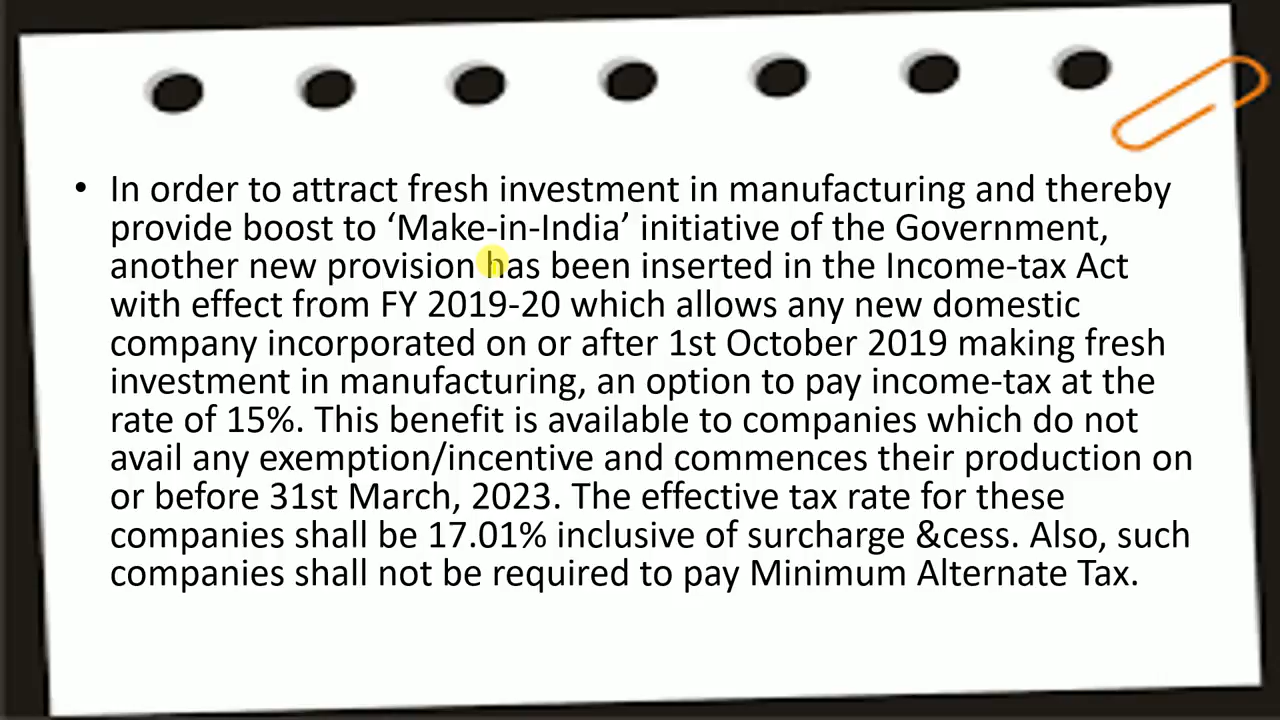 • In order to attract fresh investment in manufacturing and thereby
provide boost to ‘Make-in-India’ initiative of the Government,
another new provision has been inserted in the Income-tax Act
with effect from FY 2019-20 which allows any new domestic
company incorporated on or after 1st October 2019 making fresh
investment in manufacturing, an option to pay income-tax at the
rate of 15%. This benefit is available to companies which do not
avail any exemption/incentive and commences their production on
or before 31st March, 2023. The effective tax rate for these
companies shall be 17.01% inclusive of surcharge &cess. Also, such
companies shall not be required to pay Minimum Alternate Tax.